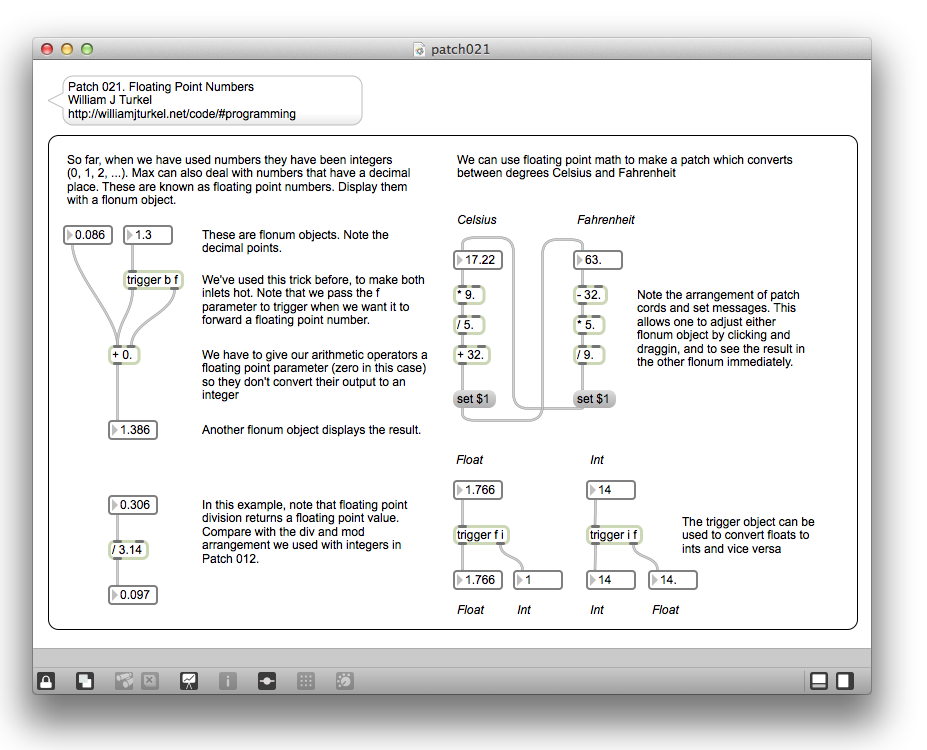 patch021
Patch 021. Floating Point Numbers
William J Turkel
http://williamjturkel.net/code/#programming
So far, when we have used numbers they have been integers
(0, 1, 2, ...). Max can also deal with numbers that have a decimal
place. These are known as floating point numbers. Display them
with a flonum object.
0.086
1.3
These are flonum objects. Note the
decimal points.
trigger b f
We've used this trick before, to make both
inlets hot. Note that we pass the f
parameter to trigger when we want it to
forward a floating point number.
+ 0.
We have to give our arithmetic operators a
floating point parameter (zero in this case)
so they don't convert their output to an
integer
1.386
Another flonum object displays the result.
0.306
/ 3.14
0.097
In this example, note that floating point
division returns a floating point value.
Compare with the div and mod
arrangement we used with integers in
Patch 012.
We can use floating point math to make a patch which converts
between degrees Celsius and Fahrenheit
Celsius
Fahrenheit
17.22
63.
* 9.
- 32.
/ 5.
* 5.
+ 32.
/ 9.
set $1
set $1
Note the arrangement of patch
cords and set messages. This
allows one to adjust either
flonum object by clicking and
draggin, and to see the result in
the other flonum immediately.
Float
Int
1.766
14
trigger f i
trigger i f
The trigger object can be
used to convert floats to
ints and vice versa
1.766
1
14
14.
Float
Int
Int
Float